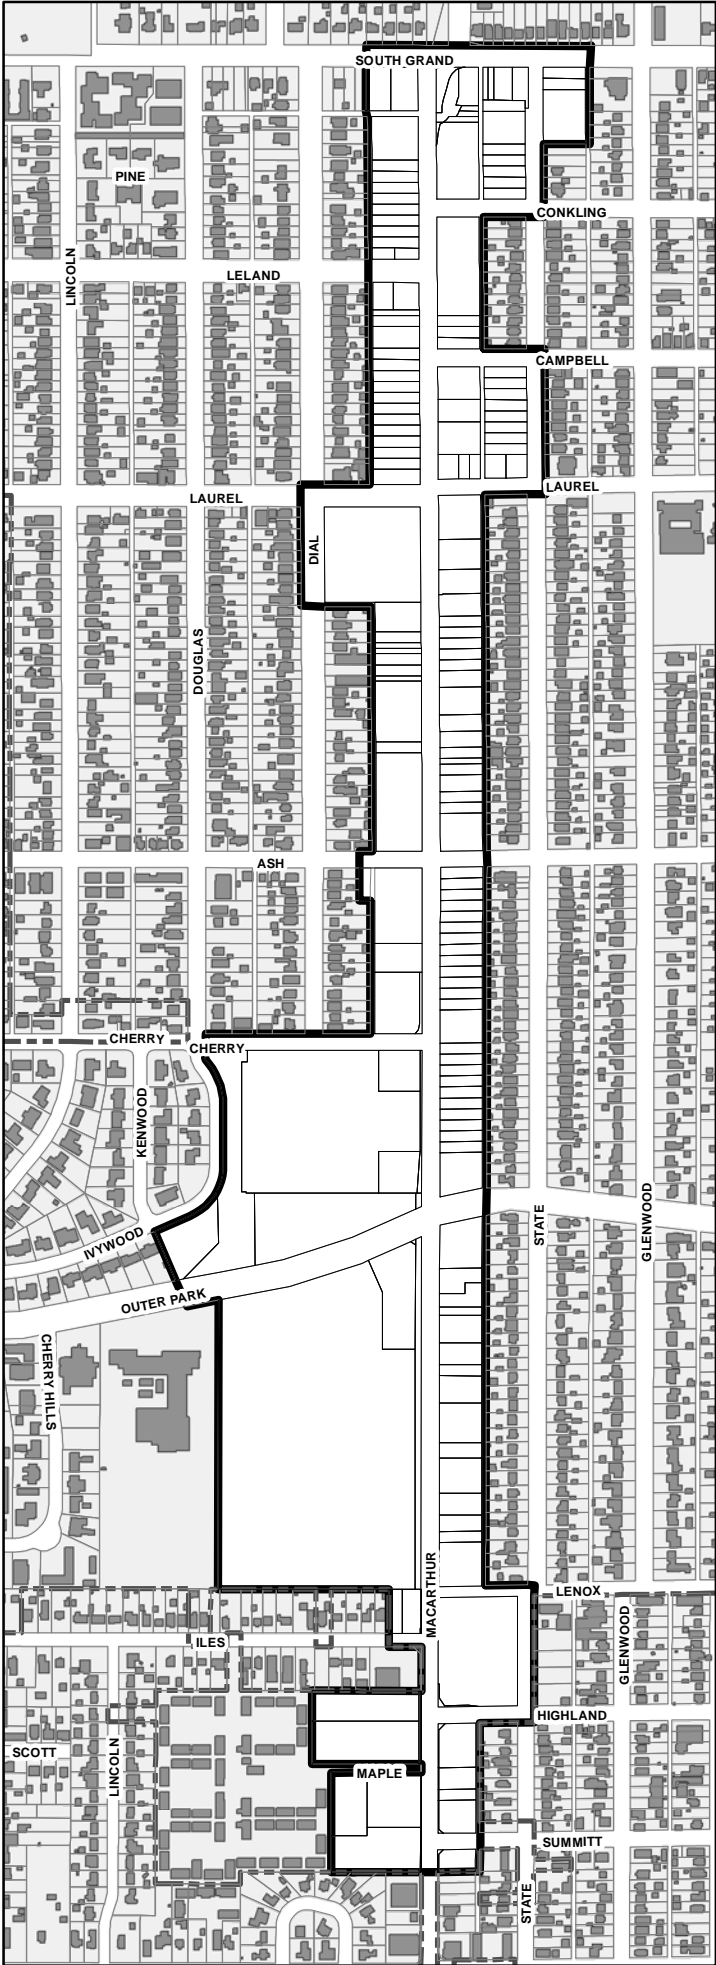 SOUTH GRAND
PINE
CONKLING
LINCOLN
LELAND
CAMPBELL
LAUREL
LAUREL
DIAL
DOUGLAS
ASH
CHERRY
CHERRY
KENWOOD
STATE
GLENWOOD
IVYWOOD
OUTER PARK
CHERRY HILLS
MACARTHUR
LENOX
GLENWOOD
ILES
HIGHLAND
SCOTT
LINCOLN
MAPLE
SUMMITT
STATE